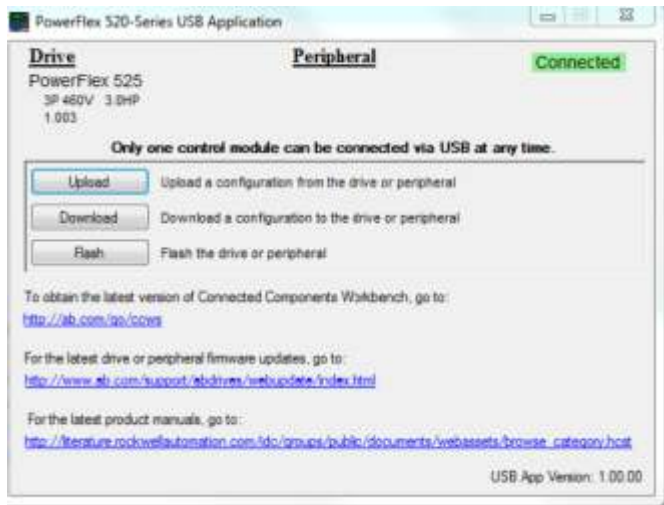 PowerFlex 520-Series USB Application
Drive Peripheral Connected
PowerFlex 525
3P 460V 3.0HP
1.003
Only one control module can be connected via USB at any time.
Upload Upload a configuration from the drive or peripheral
Download Download a configuration to the drive or peripheral
Flash Flash the drive or peripheral
To obtain the latest version of Connected Components Workbench, go to:
http://ab.com/go/ccws
For the latest drive or peripheral firmware updates, go to:
http://www.ab.com/support/abdrives/webupdate/index.html
For the latest product manuals, go to:
http://literature.rockwellautomation.com/idc/groups/public/documents/webassets/browse_category.hcst
USB App Version: 1.00.00